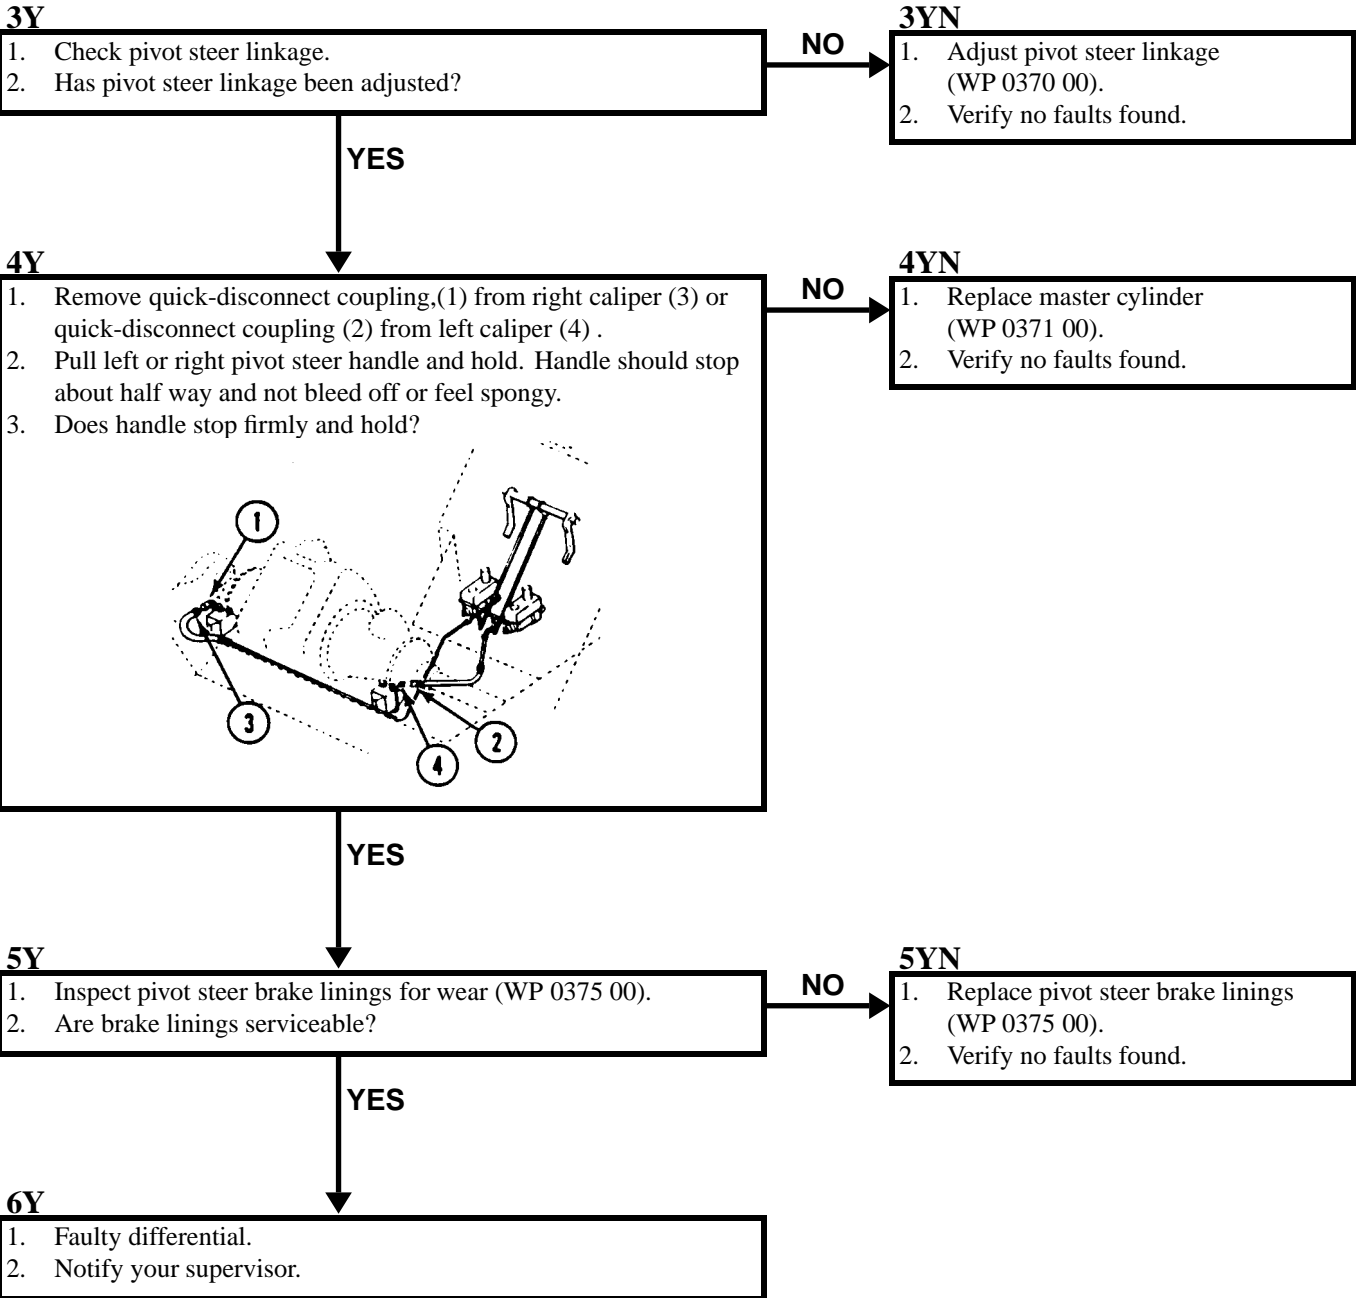 3Y
1. Check pivot steer linkage.
2. Has pivot steer linkage been adjusted?
NO
3YN
1. Adjust pivot steer linkage
(WP 0370 00).
2. Verify no faults found.
YES
4Y
1. Remove quick-disconnect coupling,(1) from right caliper (3) or
quick-disconnect coupling (2) from left caliper (4) .
2. Pull left or right pivot steer handle and hold. Handle should stop
about half way and not bleed off or feel spongy.
3. Does handle stop firmly and hold?
1
3
2
4
NO
4YN
1. Replace master cylinder
(WP 0371 00).
2. Verify no faults found.
YES
5Y
1. Inspect pivot steer brake linings for wear (WP 0375 00).
2. Are brake linings serviceable?
NO
5YN
1. Replace pivot steer brake linings
(WP 0375 00).
2. Verify no faults found.
YES
6Y
1. Faulty differential.
2. Notify your supervisor.